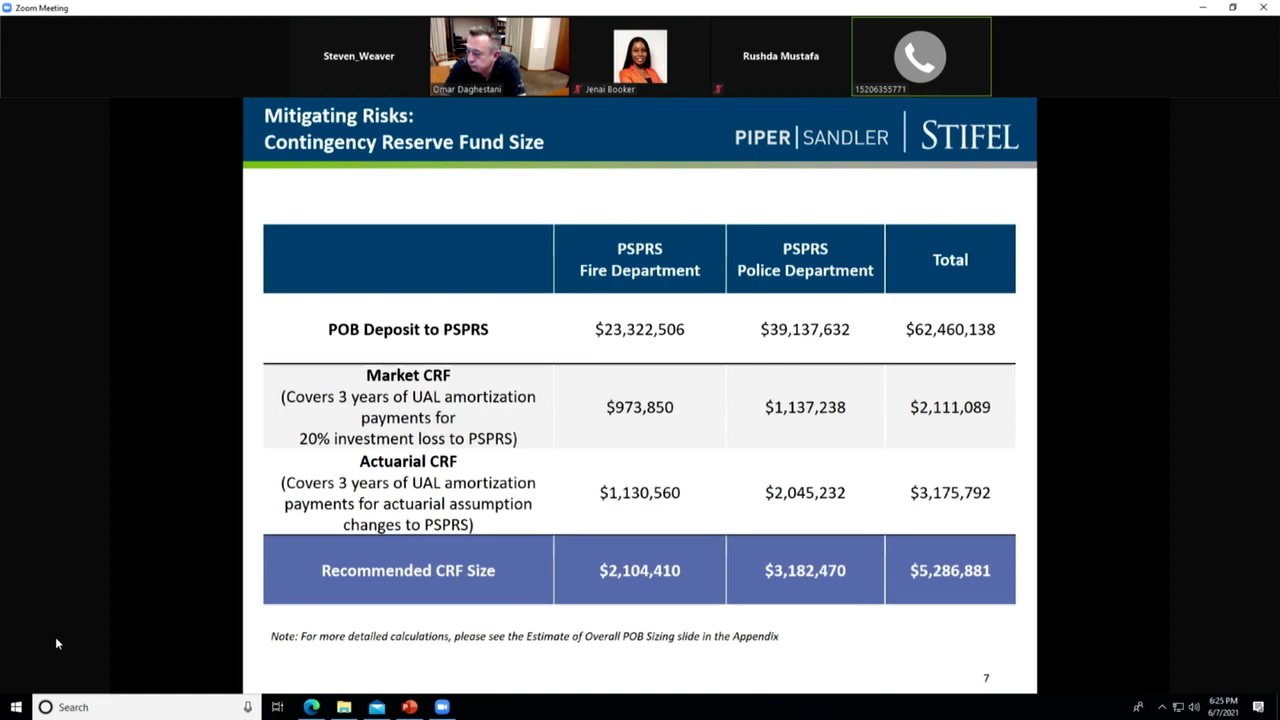 Zoom Meeting
Steven_Weaver
Omar Daghestani
Jenai Booker
Rushda Mustafa
15206355771
Mitigating Risks:
Contingency Reserve Fund Size
PIPER|SANDLER
STIFEL
PSPRS
Fire Department
PSPRS
Police Department
Total
POB Deposit to PSPRS
$23,322,506
$39,137,632
$62,460,138
Market CRF
(Covers 3 years of UAL amortization
payments for
20% investment loss to PSPRS)
$973,850
$1,137,238
$2,111,089
Actuarial CRF
(Covers 3 years of UAL amortization
payments for actuarial assumption
changes to PSPRS)
$1,130,560
$2,045,232
$3,175,792
Recommended CRF Size
$2,104,410
$3,182,470
$5,286,881
Note: For more detailed calculations, please see the Estimate of Overall POB Sizing slide in the Appendix
7
Search
6:25 PM
6/7/2021